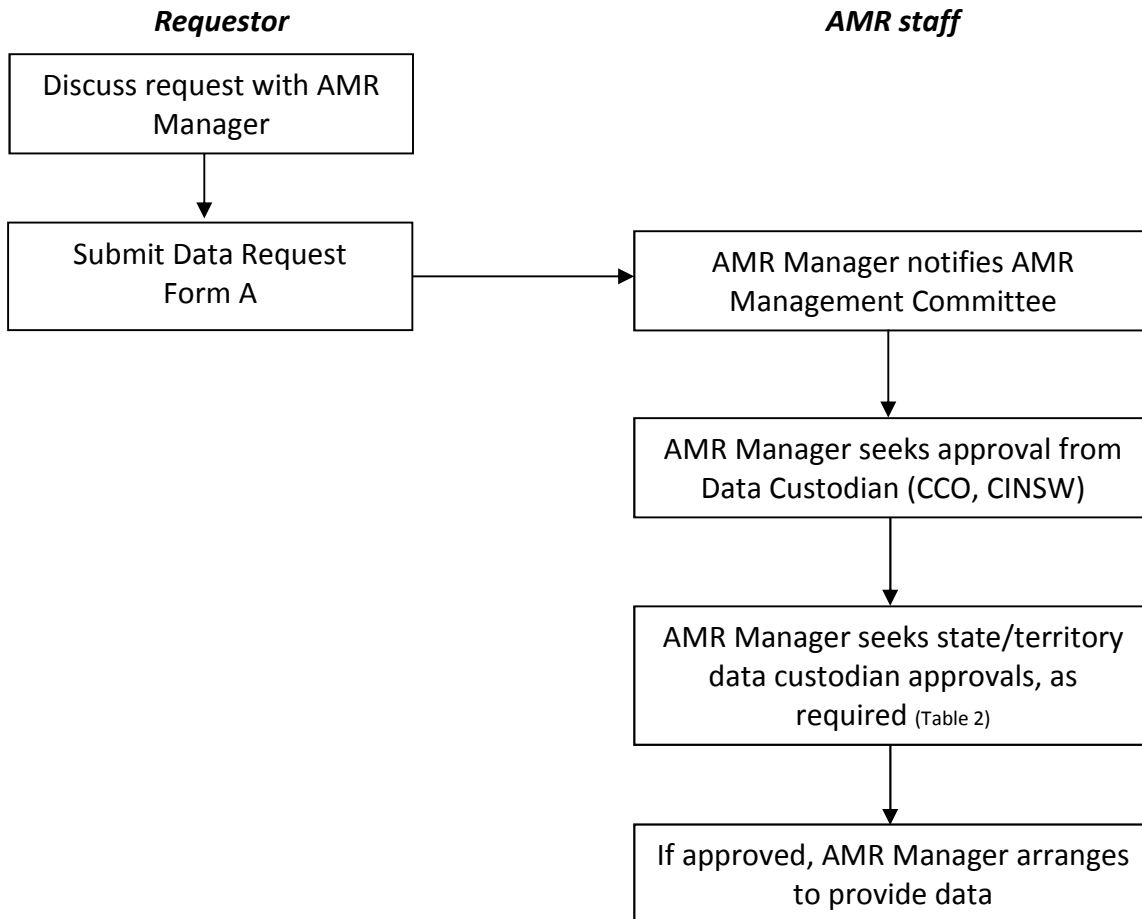 Requestor
AMR staff
Discuss request with AMR
Manager
Submit Data Request
Form A
AMR Manager notifies AMR
Management Committee
AMR Manager seeks approval from
Data Custodian (CCO, CINSW)
AMR Manager seeks state/territory
data custodian approvals, as
required (Table 2)
If approved, AMR Manager arranges
to provide data